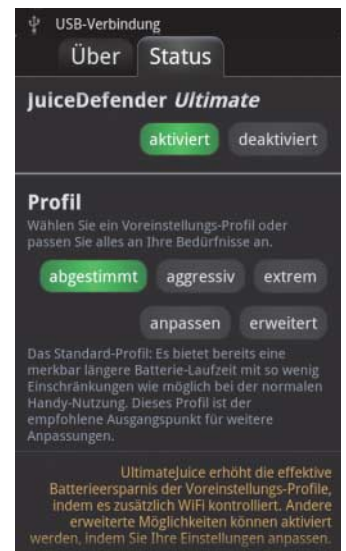 USB-Verbindung
Über Status
JuiceDefender Ultimate
aktiviert deaktiviert
Profil
Wählen Sie ein Voreinstellungs-Profil oder
passen Sie alles an Ihre Bedürfnisse an.
abgestimmt aggressiv extrem
anpassen erweitert
Das Standard-Profil: Es bietet bereits eine
merkbar längere Batterie-Laufzeit mit so wenig
Einschränkungen wie möglich bei der normalen
Handy-Nutzung. Dieses Profil ist der
empfohlene Ausgangspunkt für weitere
Anpassungen.
UltimateJuice erhöht die effektive
Batterieersparnis der Voreinstellungs-Profile,
indem es zusätzlich WiFi kontrolliert. Andere
erweiterte Möglichkeiten können aktiviert
werden, indem Sie Ihre Einstellungen anpassen.